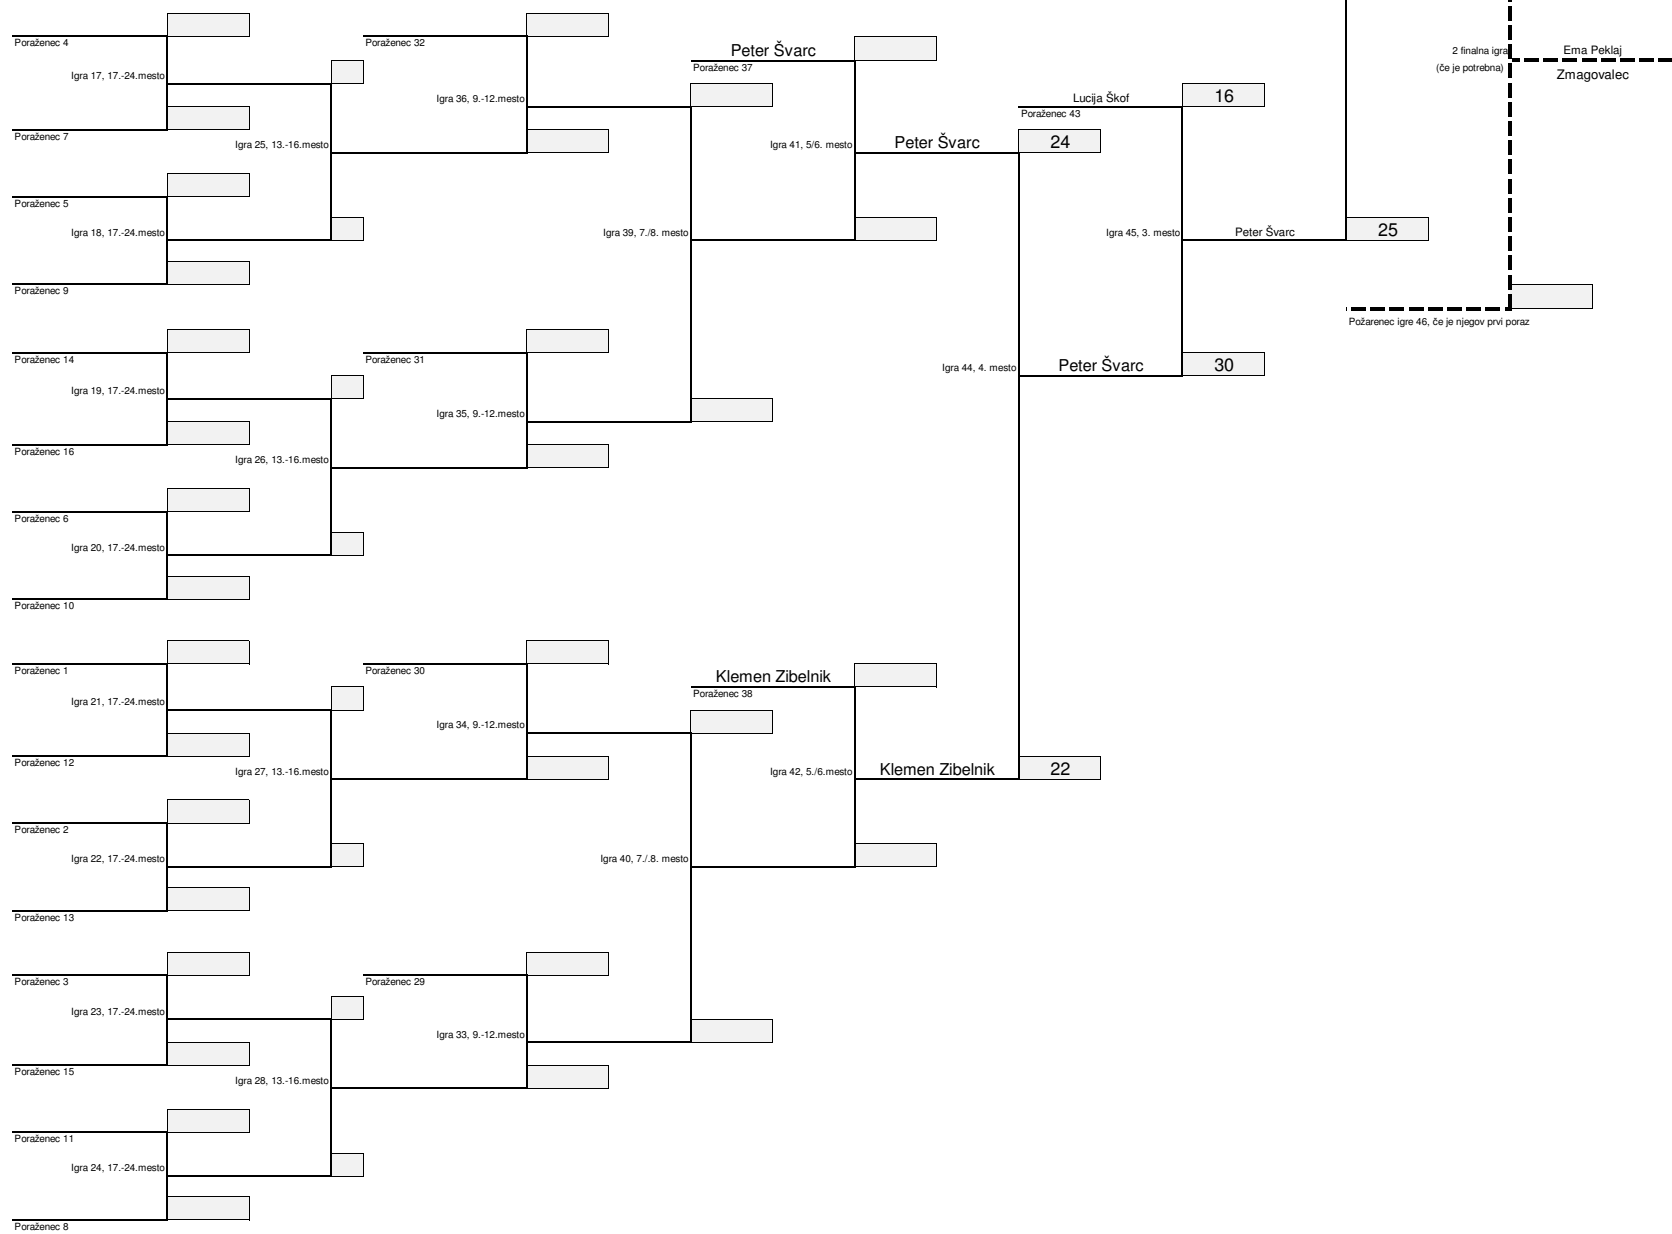 Poraženec 4
Igra 17, 17.-24.mesto
Poraženec 7
Igra 25, 13.-16.mesto
Poraženec 5
Igra 18, 17.-24.mesto
Poraženec 9
Poraženec 14
Igra 19, 17.-24.mesto
Poraženec 16
Igra 26, 13.-16.mesto
Poraženec 6
Igra 20, 17.-24.mesto
Poraženec 10
Poraženec 1
Igra 21, 17.-24.mesto
Poraženec 12
Igra 27, 13.-16.mesto
Poraženec 2
Igra 22, 17.-24.mesto
Poraženec 13
Poraženec 3
Igra 23, 17.-24.mesto
Poraženec 15
Igra 28, 13.-16.mesto
Poraženec 11
Igra 24, 17.-24.mesto
Poraženec 8
Poraženec 32
Igra 36, 9.-12.mesto
Poraženec 31
Igra 35, 9.-12.mesto
Poraženec 30
Igra 34, 9.-12.mesto
Poraženec 29
Igra 33, 9.-12.mesto
Igra 39, 7./8. mesto
Igra 40, 7./.8. mesto
Peter Švarc
Poraženec 37
Igra 41, 5/6. mesto
Klemen Zibelnik
Poraženec 38
Igra 42, 5./6.mesto
Peter Švarc
24
Igra 44, 4. mesto
Klemen Zibelnik
22
Lucija Škof
16
Poraženec 43
Igra 45, 3. mesto
Peter Švarc
30
Peter Švarc
25
2 finalna igra
(če je potrebna)
Požarenec igre 46, če je njegov prvi poraz
Ema Peklaj
Zmagovalec